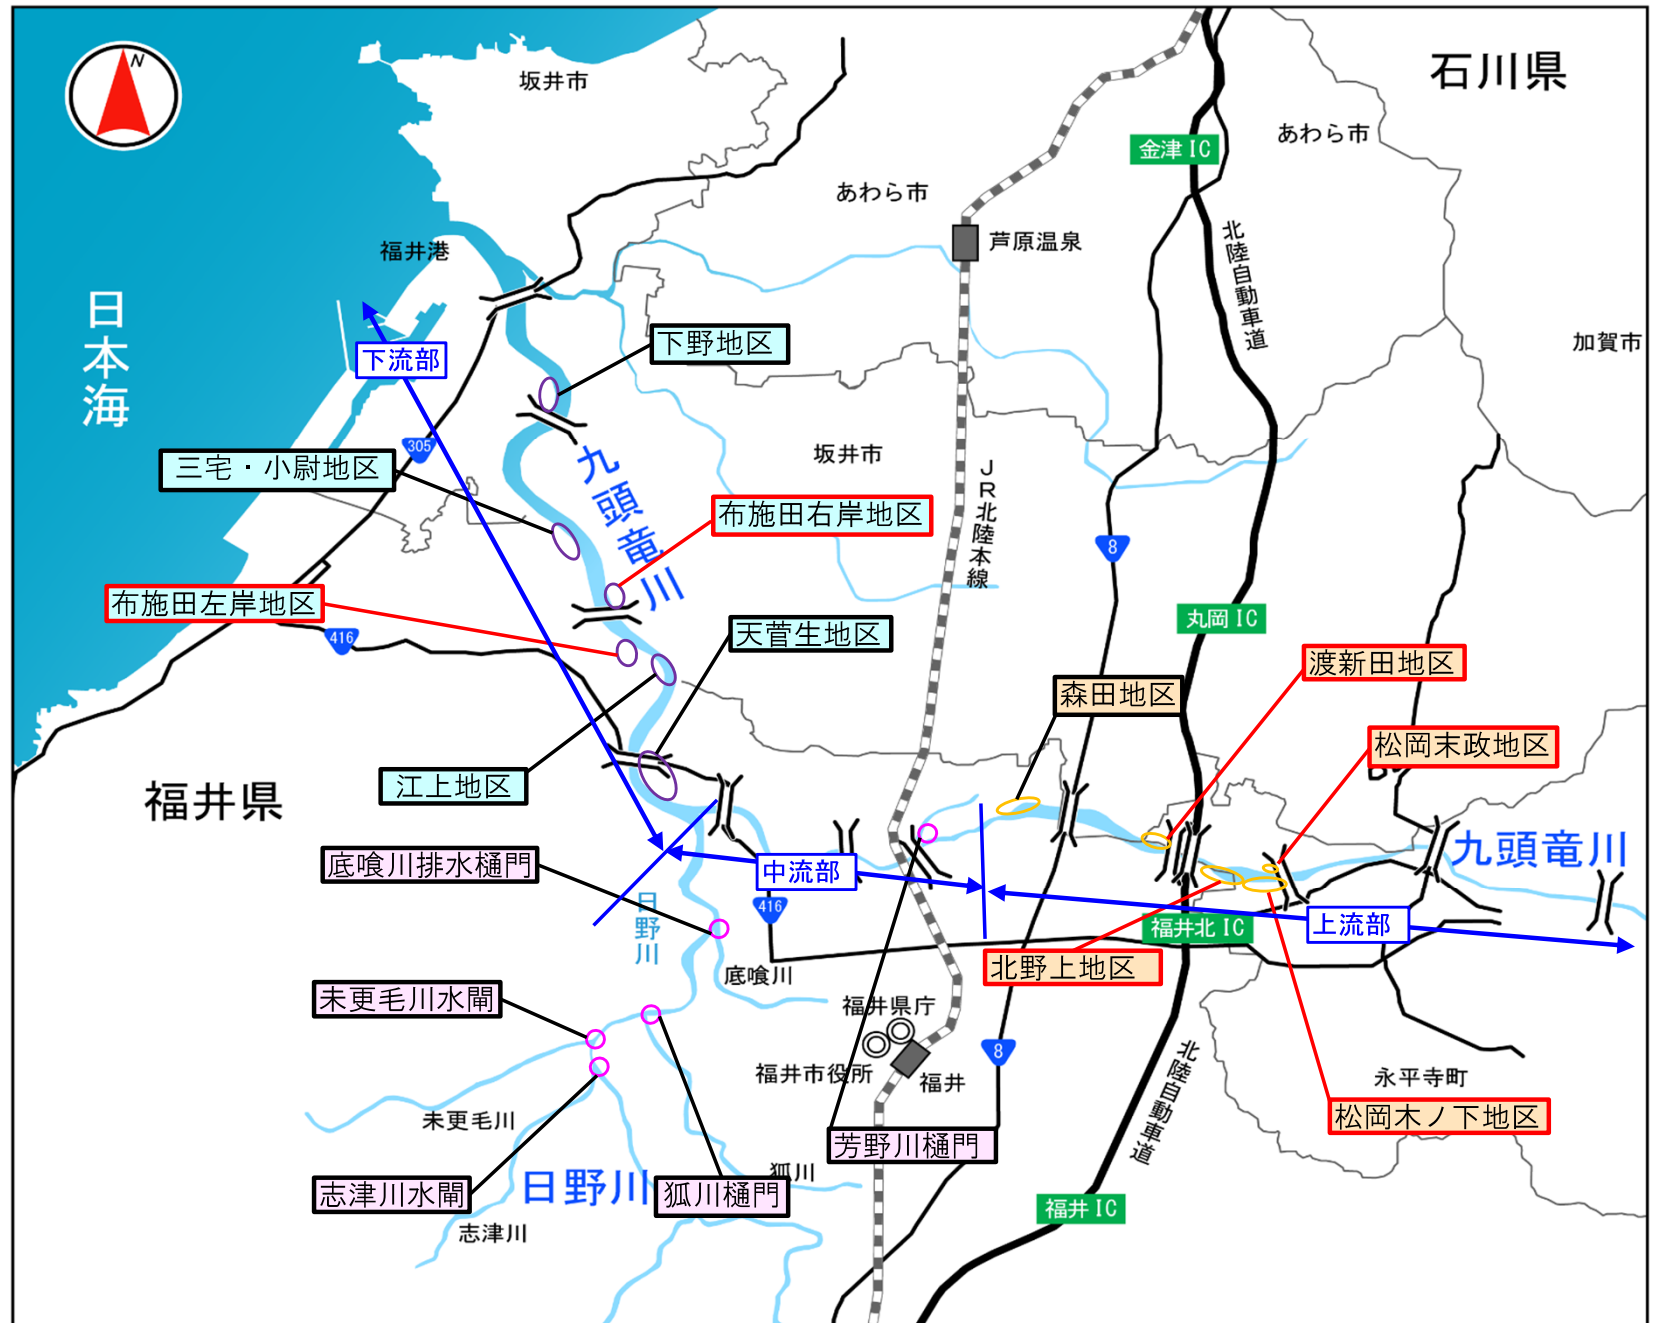 N
坂井市
石川県
金津 IC
あわら市
あわら市
芦原温泉
福井港
北陸自動車道
日本海
下野地区
加賀市
下流部
305
三宅・小尉地区
坂井市
九頭竜川
JR北陸本線
布施田右岸地区
8
布施田左岸地区
416
天菅生地区
丸岡 IC
渡新田地区
森田地区
松岡末政地区
江上地区
福井県
九頭竜川
底喰川排水樋門
中流部
416
日野川
上流部
福井北 IC
底喰川
北野上地区
未更毛川水閘
福井県庁
8
福井市役所
福井
北陸自動車道
永平寺町
未更毛川
松岡木ノ下地区
芳野川樋門
狐川
志津川水閘
日野川
狐川樋門
福井 IC
志津川